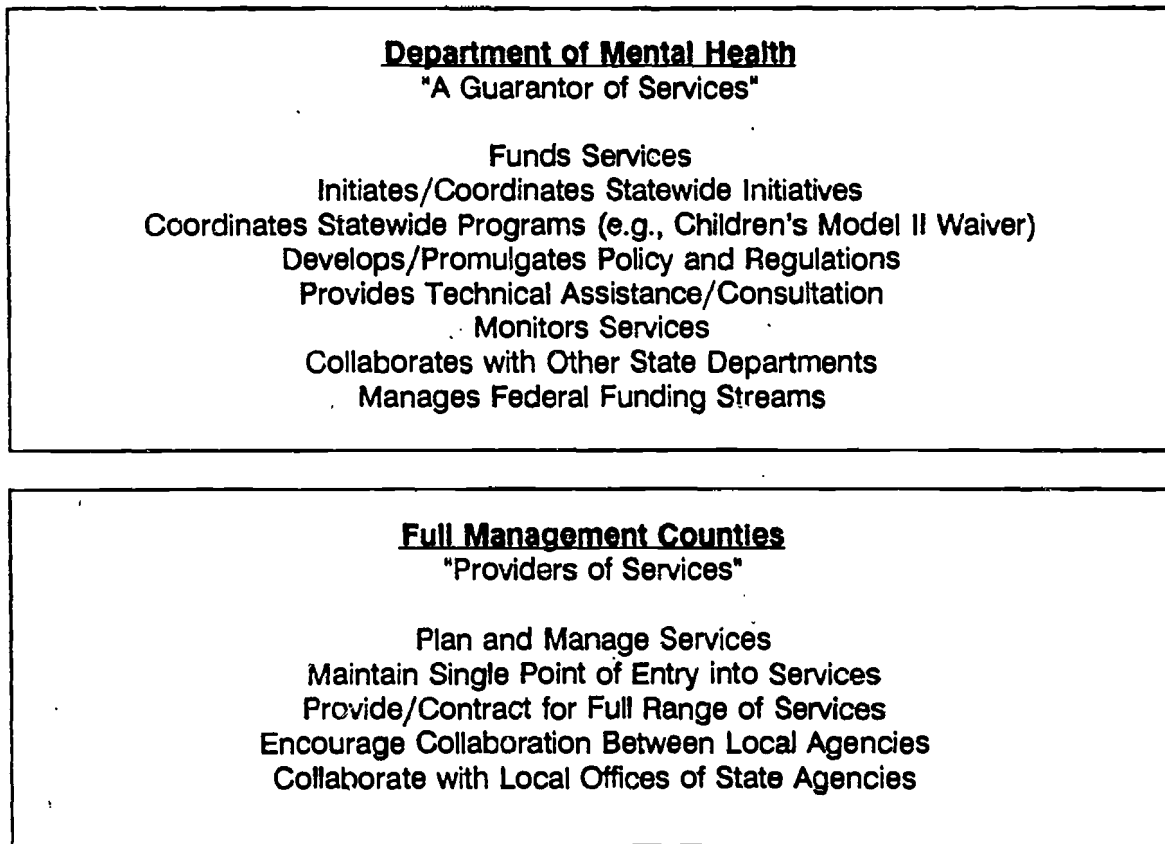 Department of Mental Health
"A Guarantor of Services"
Funds Services
Initiates/Coordinates Statewide Initiatives
Coordinates Statewide Programs (e.g., Children's Model II Waiver)
Develops/Promulgates Policy and Regulations
Provides Technical Assistance/Consultation
Monitors Services
Collaborates with Other State Departments
Manages Federal Funding Streams
Full Management Counties
"Providers of Services"
Plan and Manage Services
Maintain Single Point of Entry into Services
Provide/Contract for Full Range of Services
Encourage Collaboration Between Local Agencies
Collaborate with Local Offices of State Agencies